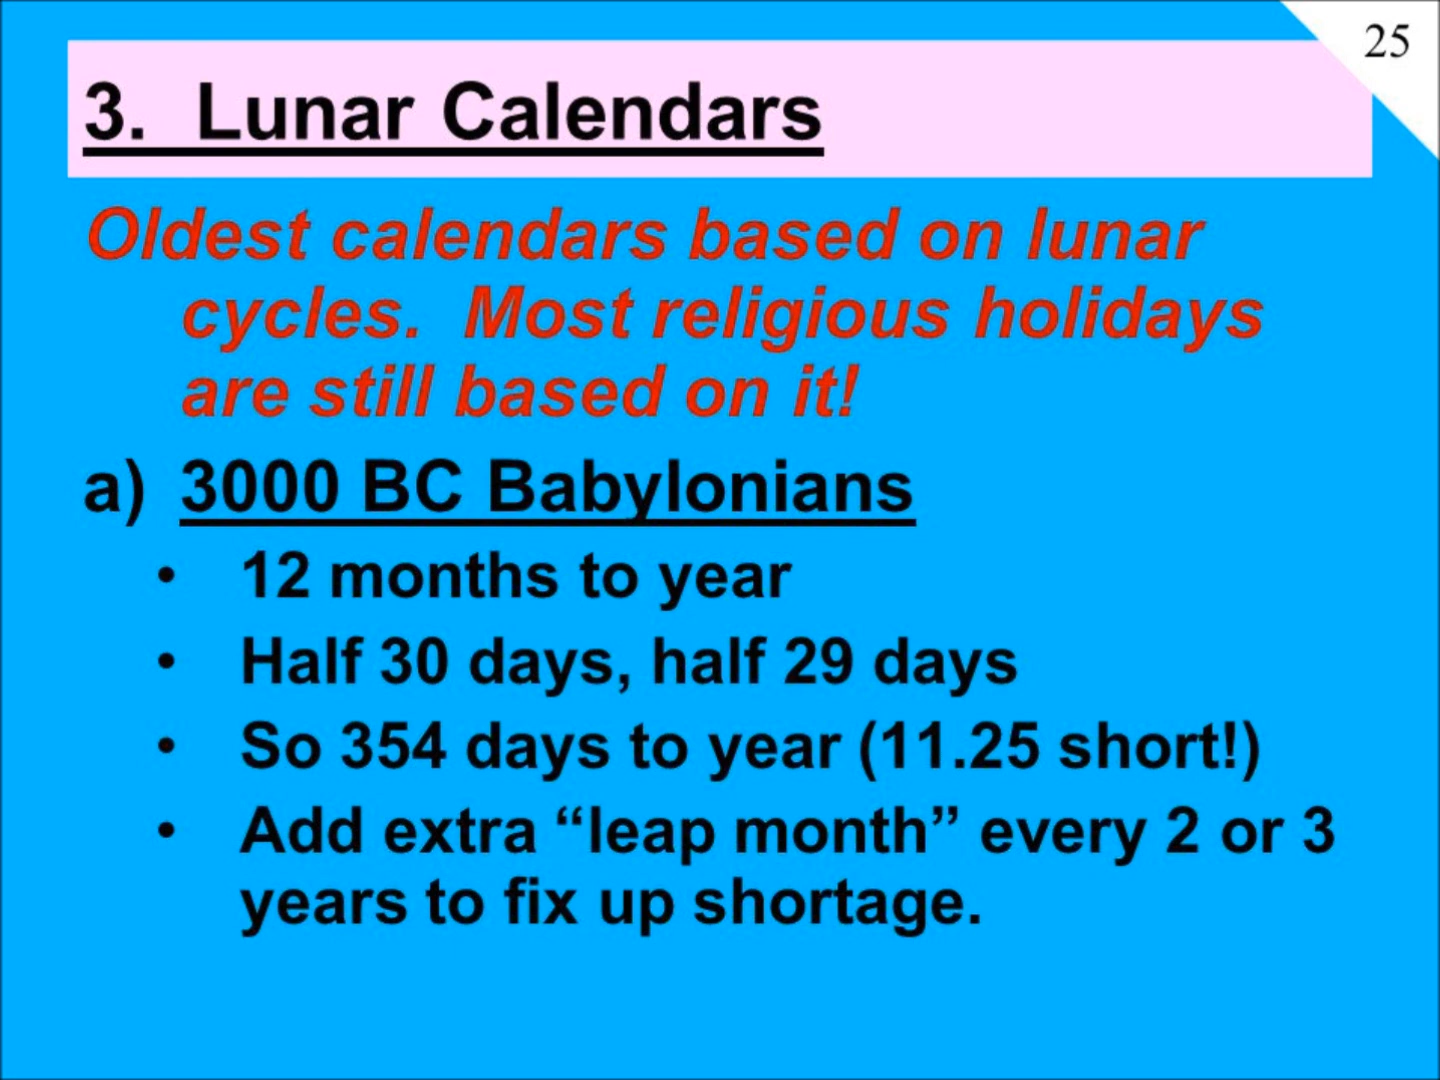 25
3. Lunar Calendars
Oldest calendars based on lunar
cycles. Most religious holidays
are still based on it!
a) 3000 BC Babylonians
• 12 months to year
• Half 30 days, half 29 days
• So 354 days to year (11.25 short!)
• Add extra “leap month” every 2 or 3
years to fix up shortage.